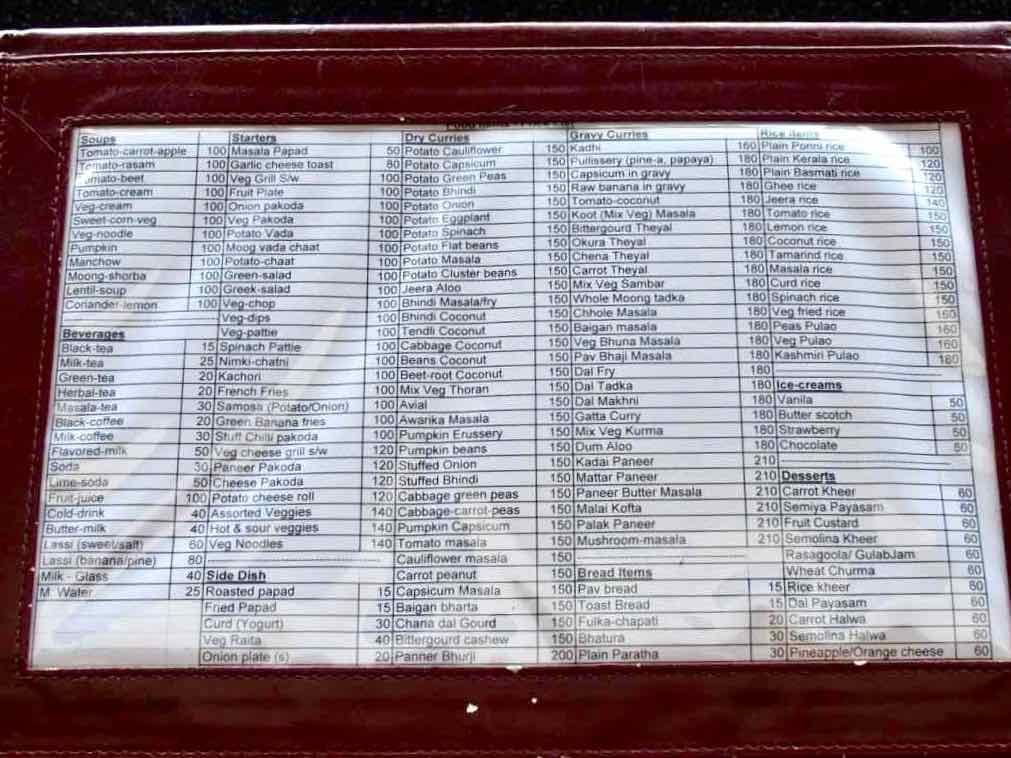 Soups
Tomato-carrot-apple 100
Tomato-rasam 100
Tomato-beet 100
Tomato-cream 100
Veg-cream 100
Sweet-corn-veg 100
Veg-noodle 100
Pumpkin 100
Manchow 100
Moong-shorba 100
Lentil-soup 100
Coriander-lemon 100
Beverages
Black-tea 15
Milk-tea 25
Green-tea 20
Herbal-tea 20
Masala-tea 30
Black-coffee 20
Milk-coffee 30
Flavored-milk 50
Soda 30
Lime-soda 50
Fruit-juice 100
Cold-drink 40
Butter-milk 40
Lassi (sweet/salt) 60
Lassi (banana/pine) 80
Milk - Glass 40
M. Water 25
Starters
Masala Papad 50
Garlic cheese toast 80
Veg Grill S/w 100
Fruit Plate 100
Onion pakoda 100
Veg Pakoda 100
Potato Vada 100
Moog vada chaat 100
Potato-chaat 100
Green-salad 100
Greek-salad 100
Veg-chop 100
Veg-dips 100
Veg-pattie 100
Spinach Pattie 100
Nimki-chatni 100
Kachori 100
French Fries 100
Samosa (Potato/Onion) 100
Green Banana fries 100
Stuff Chilli pakoda 100
Veg cheese grill s/w 120
Paneer Pakoda 120
Cheese Pakoda 120
Potato cheese roll 120
Assorted Veggies 140
Hot & sour veggies 140
Veg Noodles 140
Side Dish
Roasted papad 15
Fried Papad 15
Curd (Yogurt) 30
Veg Raita 40
Onion plate (s) 20
Dry Curries
Potato Cauliflower 150
Potato Capsicum 150
Potato Green Peas 150
Potato Bhindi 150
Potato Onion 150
Potato Eggplant 150
Potato Spinach 150
Potato Flat beans 150
Potato Masala 150
Potato Cluster beans 150
Jeera Aloo 150
Bhindi Masala/fry 150
Bhindi Coconut 150
Tendli Coconut 150
Cabbage Coconut 150
Beans Coconut 150
Beet-root Coconut 150
Mix Veg Thoran 150
Avial 150
Awarika Masala 150
Pumpkin Erussery 150
Pumpkin beans 150
Stuffed Onion 150
Stuffed Bhindi 150
Cabbage green peas 150
Cabbage-carrot-peas 150
Pumpkin Capsicum 150
Tomato masala 150
Cauliflower masala 150
Carrot peanut 150
Capsicum Masala 150
Baigan bharta 150
Chana dal Gourd 150
Bittergourd cashew 150
Panner Bhurji 200
Gravy Curries
Kadhi 160
Pullissery (pine-a, papaya) 180
Capsicum in gravy 180
Raw banana in gravy 180
Tomato-coconut 180
Koot (Mix Veg) Masala 180
Bittergourd Theyal 180
Okura Theyal 180
Chena Theyal 180
Carrot Theyal 180
Mix Veg Sambar 180
Whole Moong tadka 180
Chhole Masala 180
Baigan masala 180
Veg Bhuna Masala 180
Pav Bhaji Masala 180
Dal Fry 180
Dal Tadka 180
Dal Makhni 180
Gatta Curry 180
Mix Veg Kurma 180
Dum Aloo 180
Kadai Paneer 210
Mattar Paneer 210
Paneer Butter Masala 210
Malai Kofta 210
Palak Paneer 210
Mushroom-masala 210
Bread Items
Pav bread 15
Toast Bread 15
Fulka-chapati 20
Bhatura 30
Plain Paratha 30
Rice items
Plain Ponni rice 100
Plain Kerala rice 120
Plain Basmati rice 120
Ghee rice 120
Jeera rice 140
Tomato rice 150
Lemon rice 150
Coconut rice 150
Tamarind rice 150
Masala rice 150
Curd rice 150
Spinach rice 150
Veg fried rice 160
Peas Pulao 160
Veg Pulao 160
Kashmiri Pulao 180
Ice-creams
Vanila 50
Butter scotch 50
Strawberry 50
Chocolate 50
Desserts
Carrot Kheer 60
Semiya Payasam 60
Fruit Custard 60
Semolina Kheer 60
Rasagoola/ GulabJam 60
Wheat Churma 60
Rice kheer 80
Dal Payasam 60
Carrot Halwa 60
Semolina Halwa 60
Pineapple/Orange cheese 60